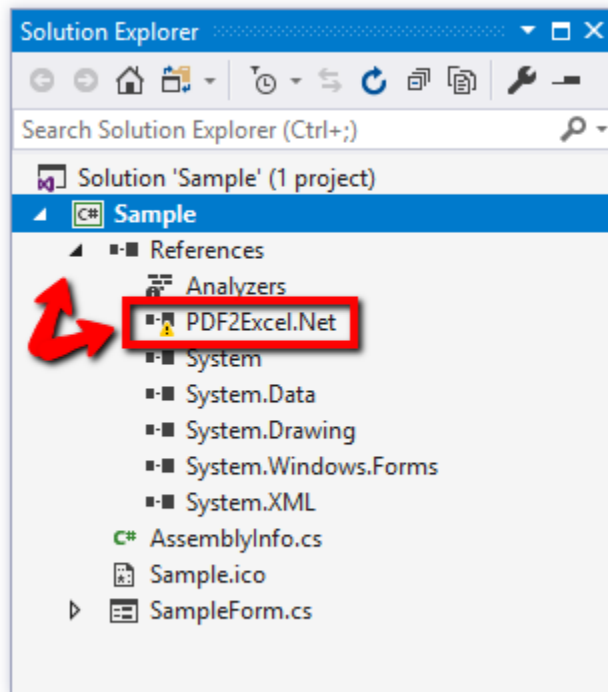 Solution Explorer
Search Solution Explorer (Ctrl+;)
Solution 'Sample' (1 project)
C# Sample
References
Analyzers
PDF2Excel.Net
System
System.Data
System.Drawing
System.Windows.Forms
System.XML
C# AssemblyInfo.cs
Sample.ico
SampleForm.cs